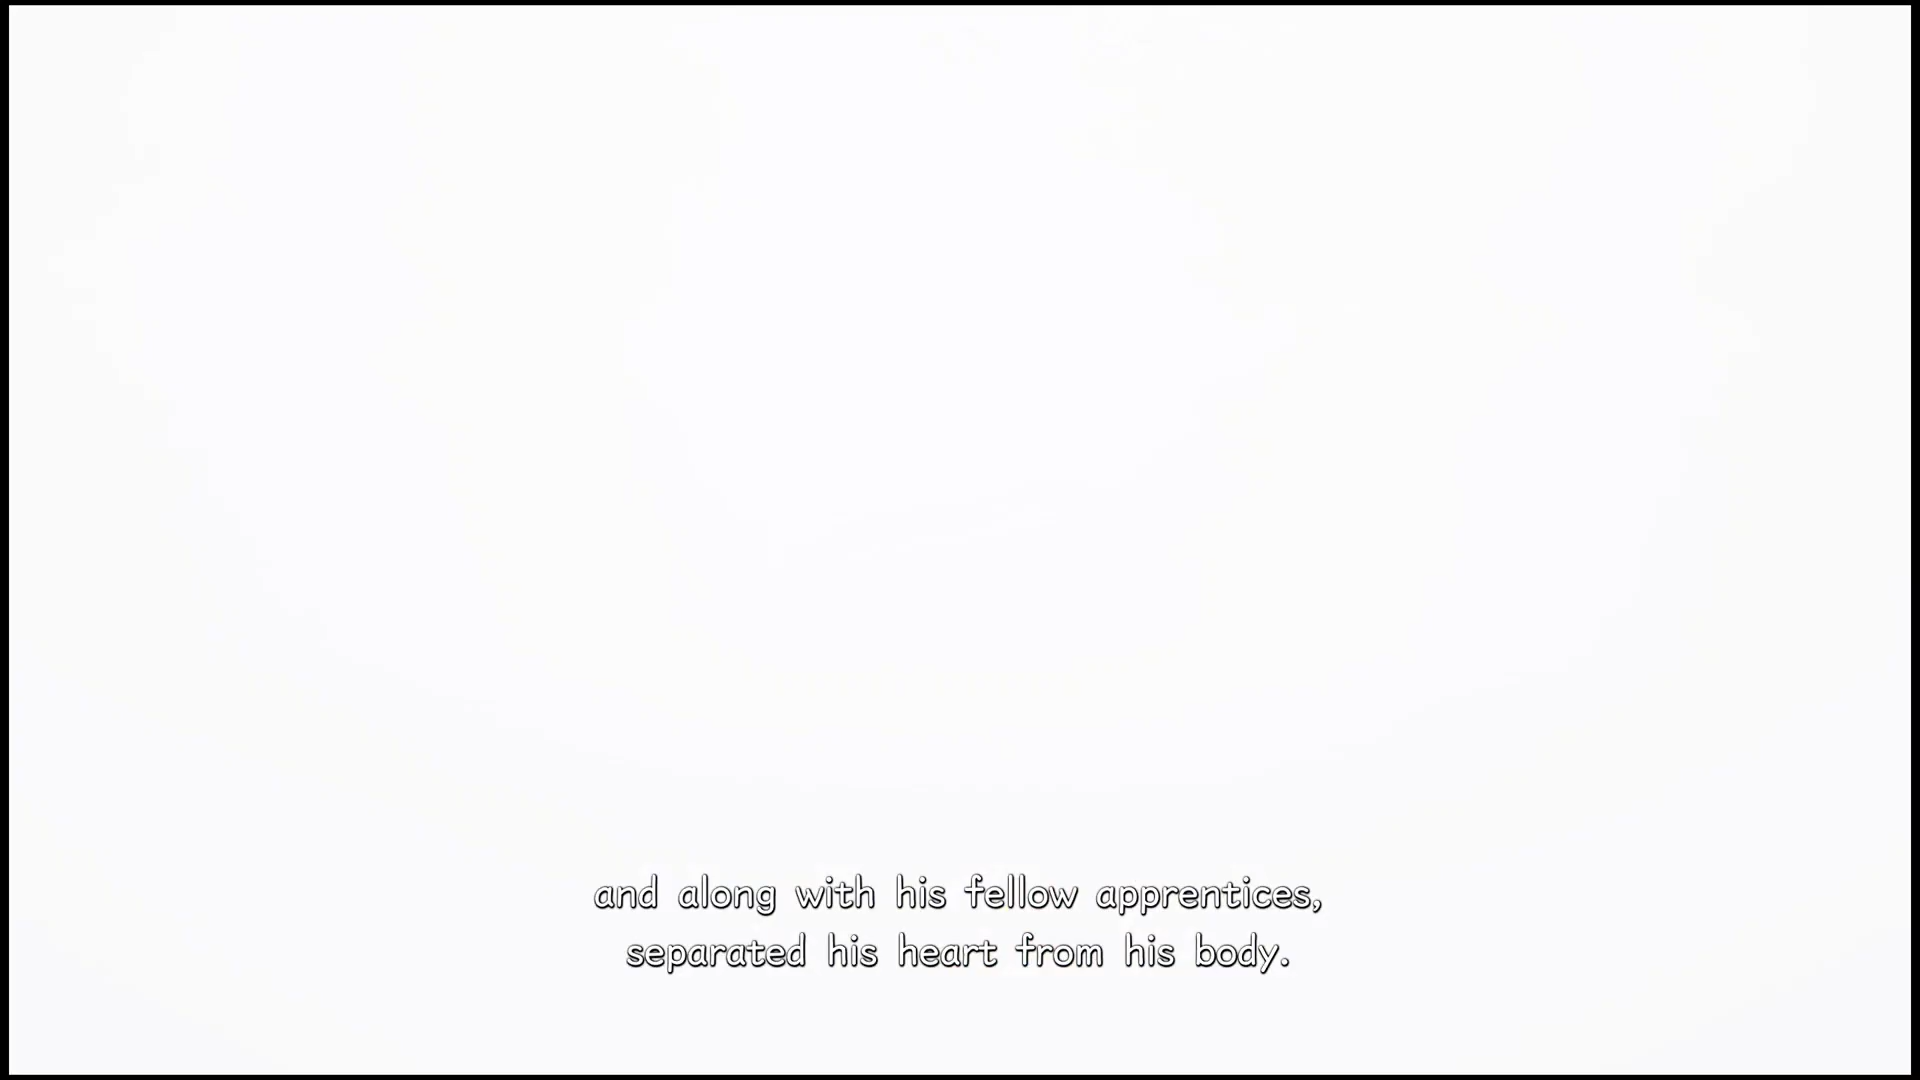 and along with his fellow apprentices,
separated his heart from his body.